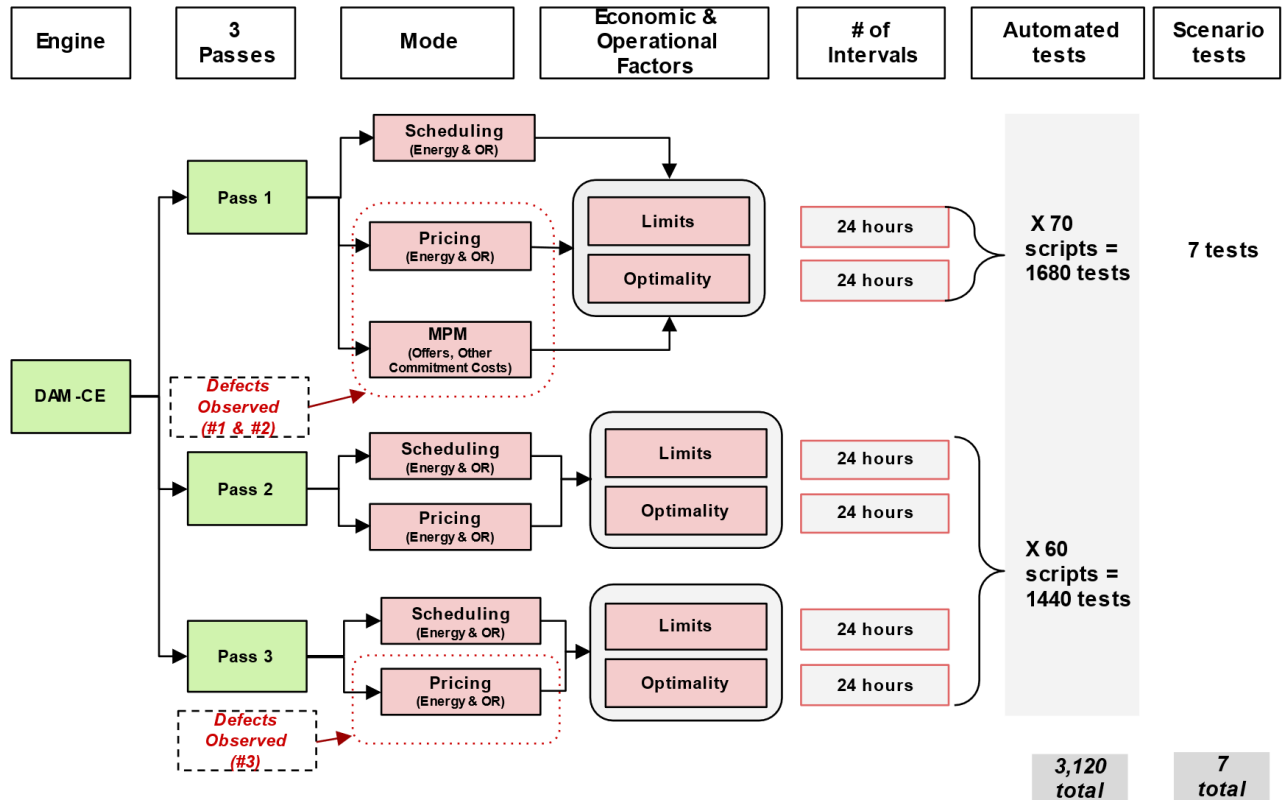 Engine
3
Passes
Mode
Economic &
Operational
Factors
# of
Intervals
Automated
tests
Scenario
tests
DAM-CE
Pass 1
Scheduling
(Energy & OR)
Pricing
(Energy & OR)
MPM
(Offers, Other
Commitment Costs)
Limits
Optimality
24 hours
24 hours
X 70
scripts =
1680 tests
7 tests
Defects
Observed
(#1 & #2)
Pass 2
Scheduling
(Energy & OR)
Pricing
(Energy & OR)
Limits
Optimality
24 hours
24 hours
X 60
scripts =
1440 tests
Pass 3
Scheduling
(Energy & OR)
Pricing
(Energy & OR)
Limits
Optimality
24 hours
24 hours
Defects
Observed
(#3)
3,120
total
7
total